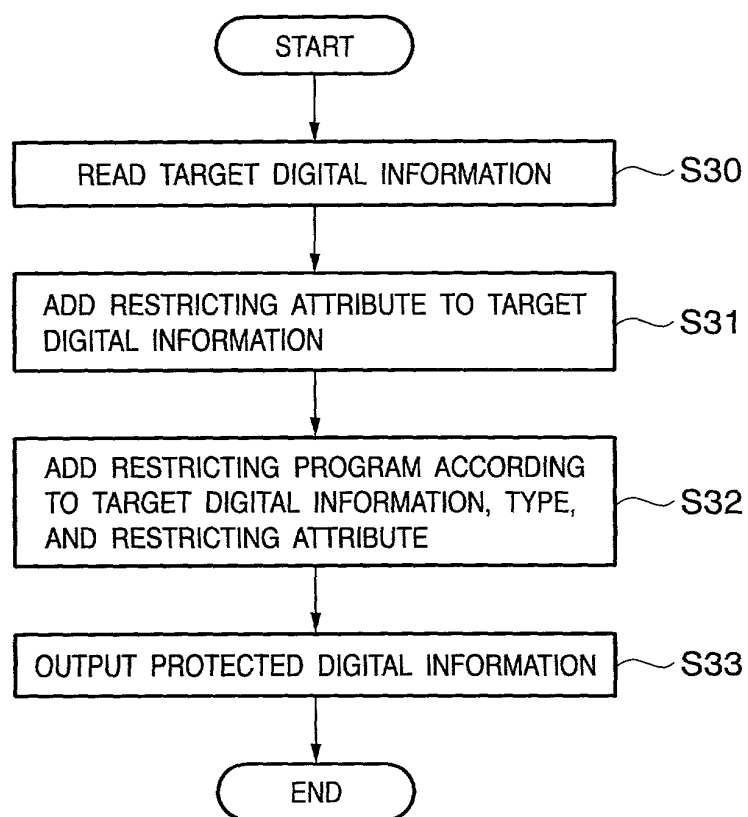 START
READ TARGET DIGITAL INFORMATION
S30
ADD RESTRICTING ATTRIBUTE TO TARGET
DIGITAL INFORMATION
S31
ADD RESTRICTING PROGRAM ACCORDING
TO TARGET DIGITAL INFORMATION, TYPE,
AND RESTRICTING ATTRIBUTE
S32
OUTPUT PROTECTED DIGITAL INFORMATION
S33
END